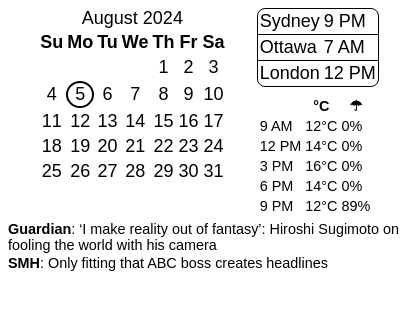 August 2024
Su Mo Tu We Th Fr Sa
1 2 3
4 5 6 7 8 9 10
11 12 13 14 15 16 17
18 19 20 21 22 23 24
25 26 27 28 29 30 31
Sydney 9 PM
Ottawa 7 AM
London 12 PM
°C ☂
9 AM 12°C 0%
12 PM 14°C 0%
3 PM 16°C 0%
6 PM 14°C 0%
9 PM 12°C 89%
Guardian: ‘I make reality out of fantasy’: Hiroshi Sugimoto on
fooling the world with his camera
SMH: Only fitting that ABC boss creates headlines